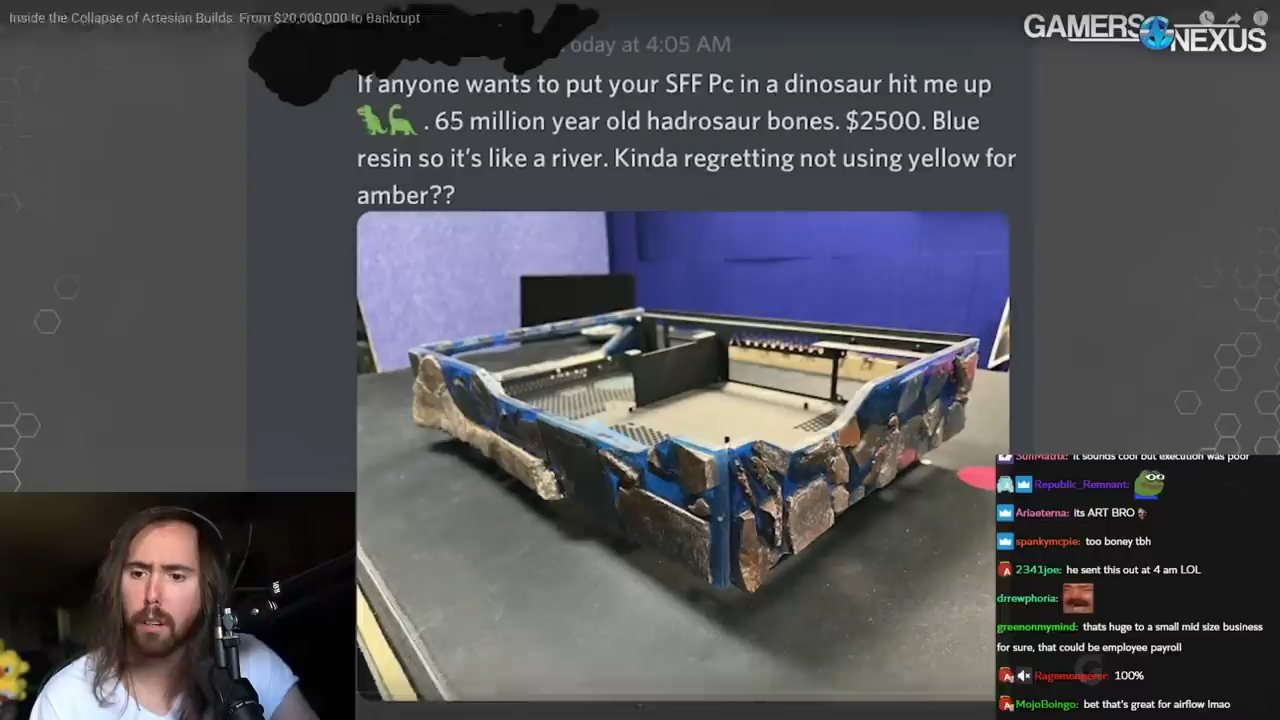 Inside the Collapse of Artesian Builds: From $20,000,000 to Bankrupt
GAMERS NEXUS
Today at 4:05 AM
If anyone wants to put your SFF Pc in a dinosaur hit me up
. 65 million year old hadrosaur bones. $2500. Blue
resin so it's like a river. Kinda regretting not using yellow for
amber??
SunMatrix: it sounds cool but execution was poor
Republic_Remnant:
Ariaeterna: its ART BRO
spankymcpie: too boney tbh
2341joe: he sent this out at 4 am LOL
drrewphoria:
greenonmymind: thats huge to a small mid size business
for sure, that could be employee payroll
100%
MojoBoingo: bet that's great for airflow lmao